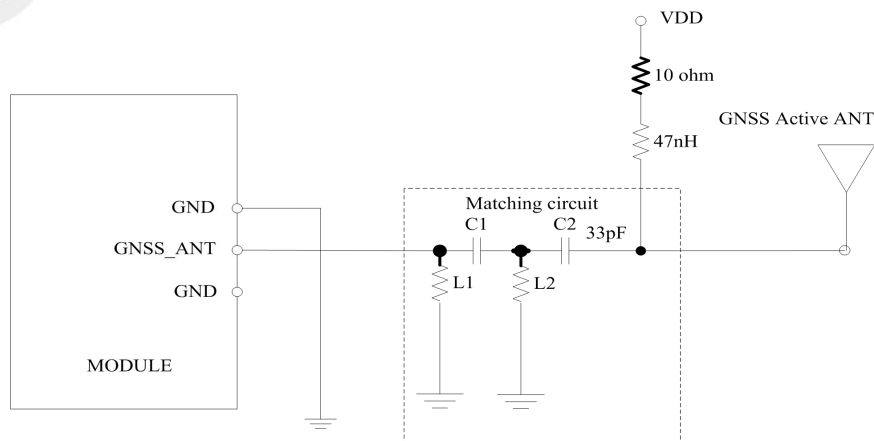 VDD
10 ohm
GNSS Active ANT
47nH
Matching circuit
GND
C1
C2
33pF
GNSS_ANT
L1
L2
GND
MODULE